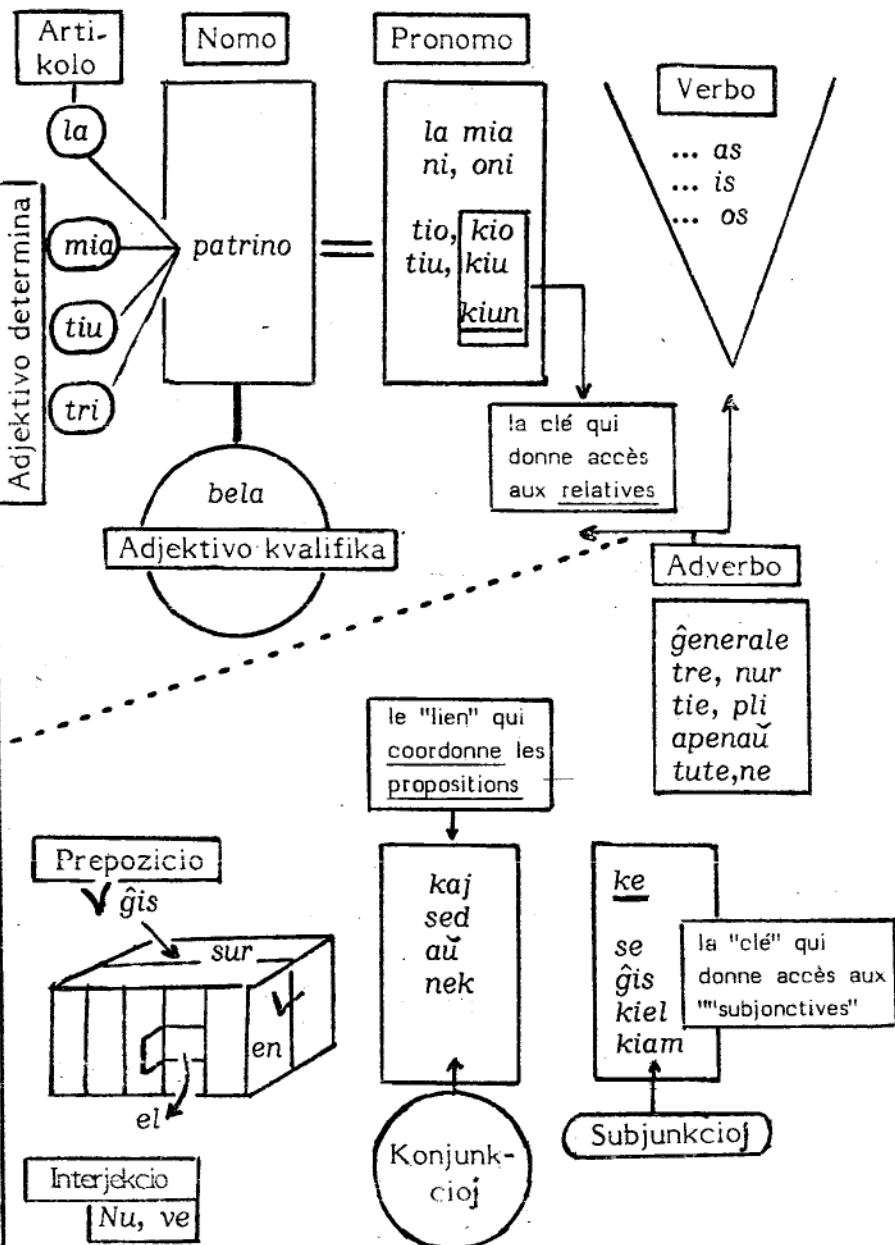 Arti-
kolo
Nomo
Pronomo
Verbo
la
la mia
ni, oni
... as
... is
... os
Adjektivo determina
mia
tiu
tri
patrino
=
tio, kio
tiu, kiu
kiun
la clé qui
donne accès
aux relatives
bela
Adjektivo kvalifika
Adverbo
ĝenerale
tre, nur
tie, pli
apenaŭ
tute,ne
le "lien" qui
coordonne les
propositions
Prepozicio
ĝis
sur
en
el
kaj
sed
aŭ
nek
Konjunk-
cioj
ke
se
ĝis
kiel
kiam
la "clé" qui
donne accès aux
""subjonctives"
Subjunkcioj
Interjekcio
Nu, ve